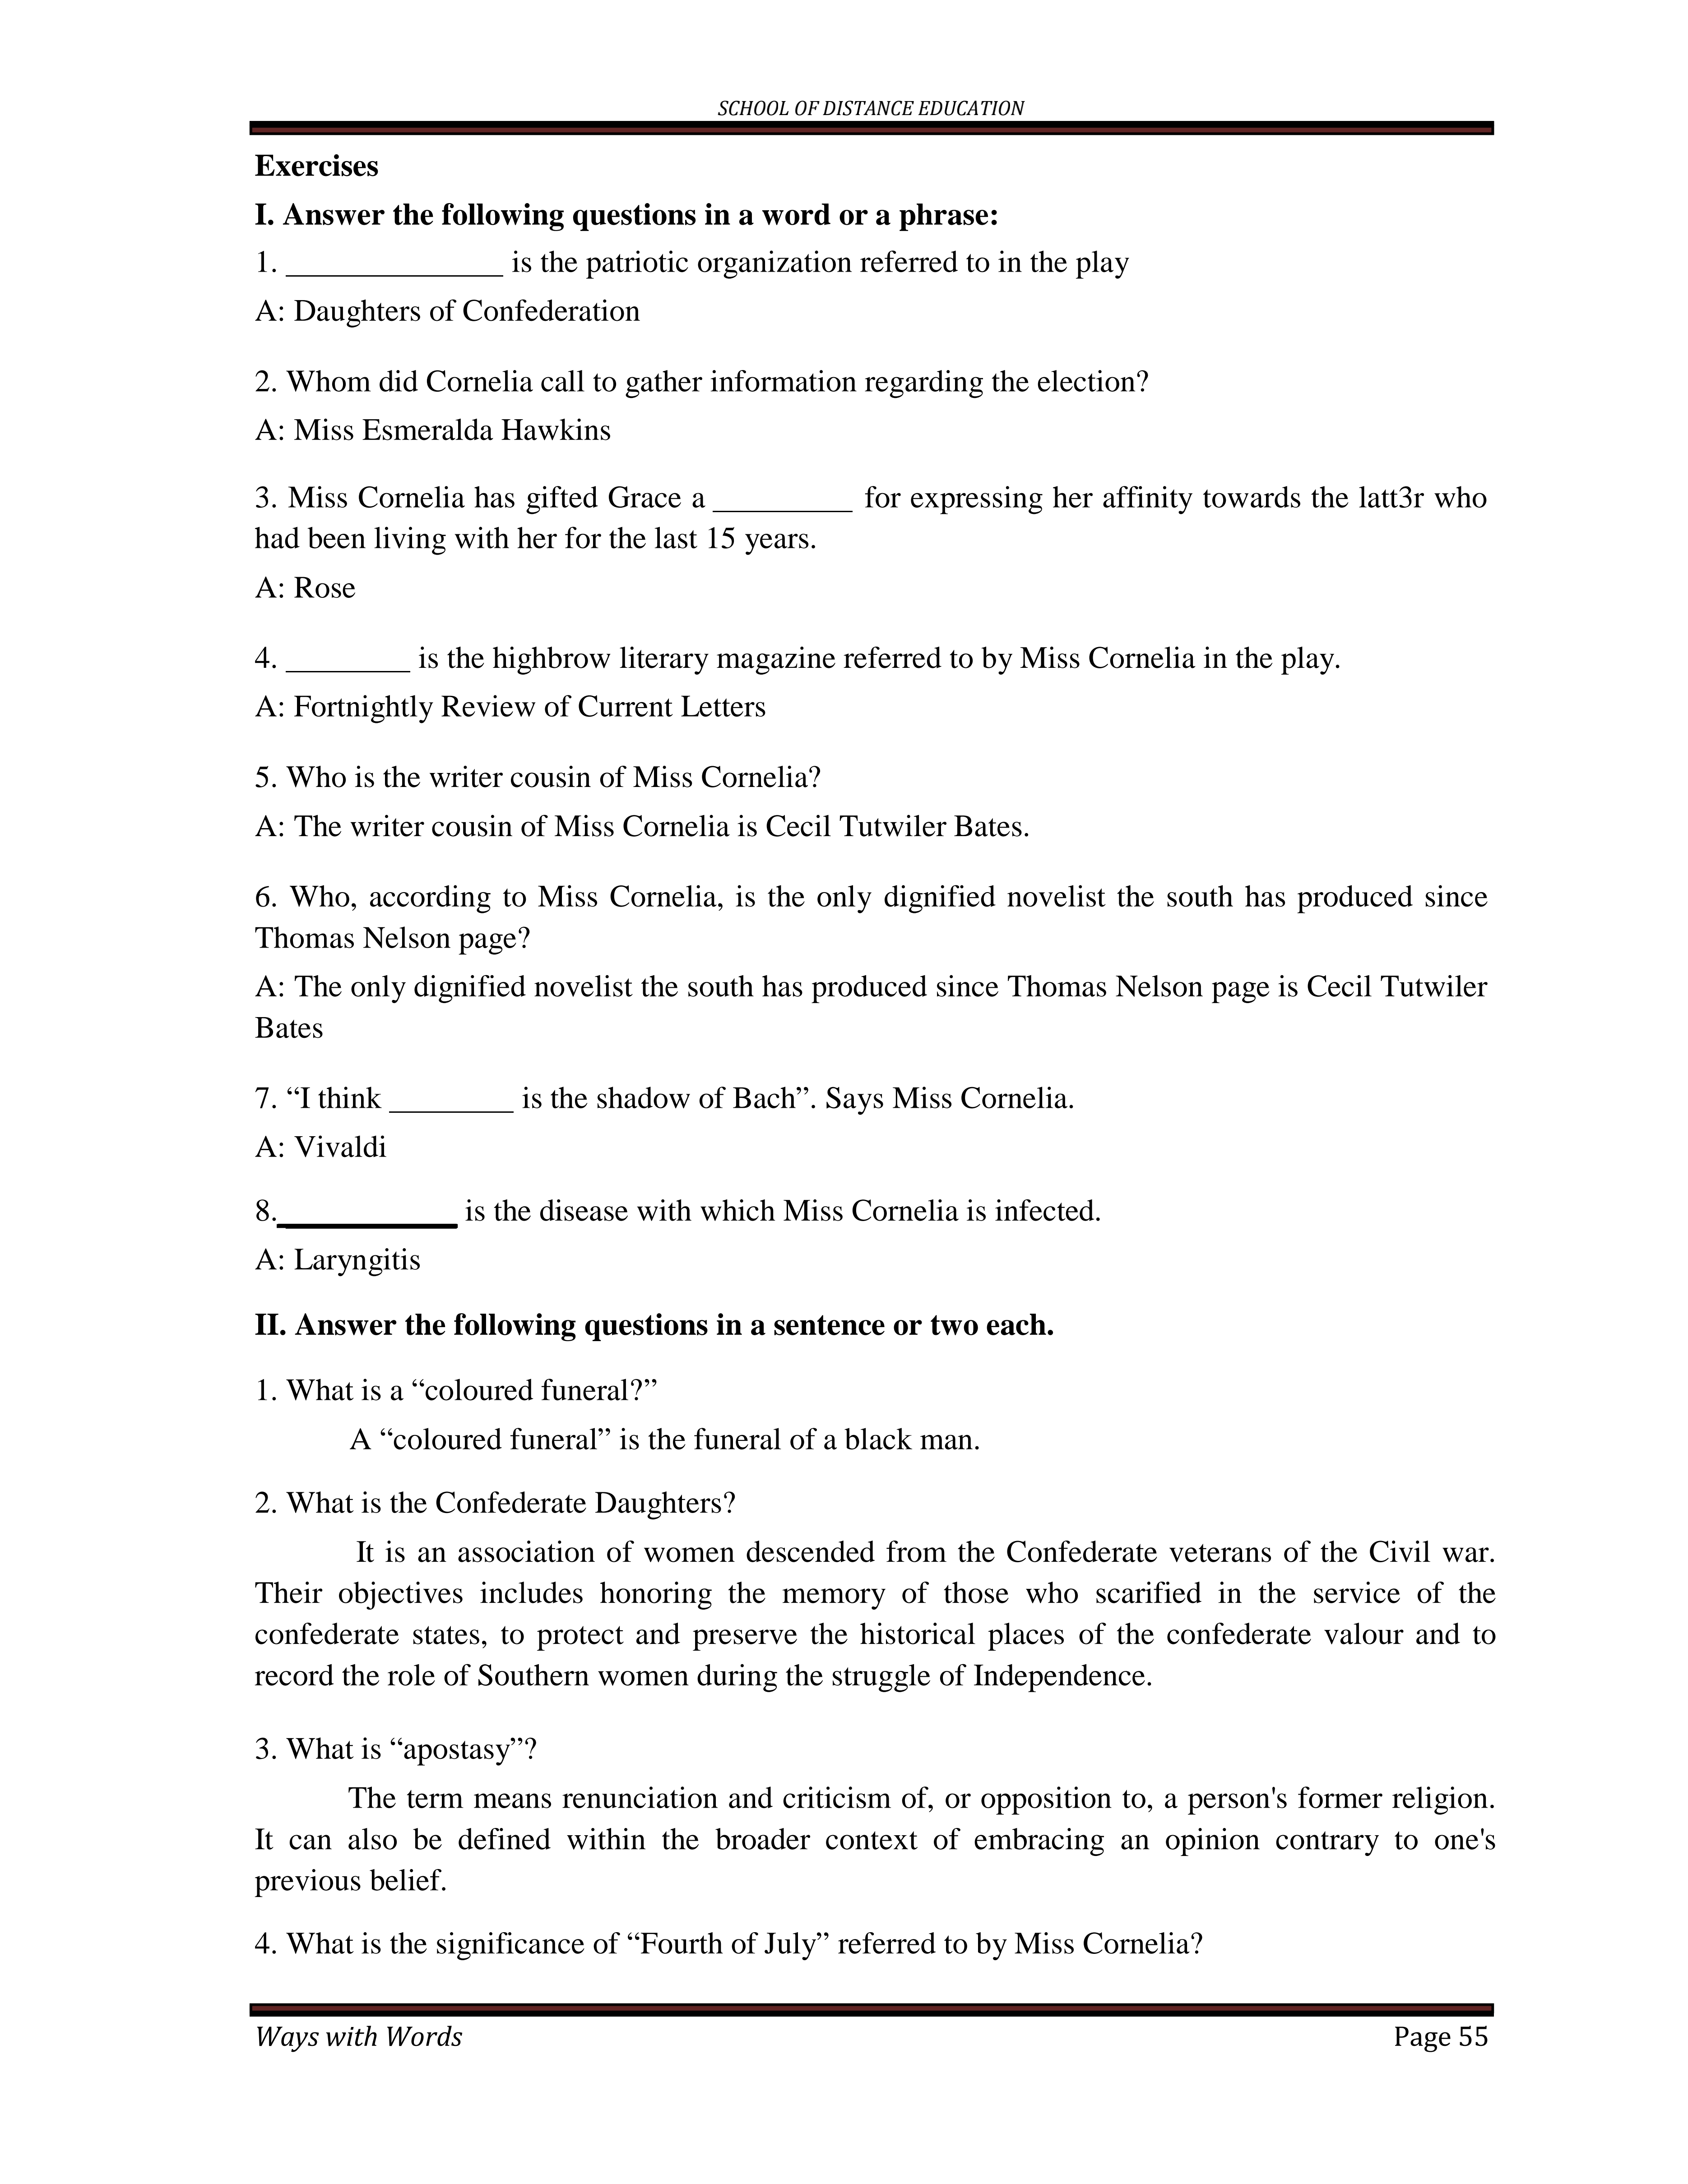 SCHOOL OF DISTANCE EDUCATION
Exercises
I. Answer the following questions in a word or a phrase:
1. ______________ is the patriotic organization referred to in the play
A: Daughters of Confederation
2. Whom did Cornelia call to gather information regarding the election?
A: Miss Esmeralda Hawkins
3. Miss Cornelia has gifted Grace a _________ for expressing her affinity towards the latt3r who
had been living with her for the last 15 years.
A: Rose
4. ________ is the highbrow literary magazine referred to by Miss Cornelia in the play.
A: Fortnightly Review of Current Letters
5. Who is the writer cousin of Miss Cornelia?
A: The writer cousin of Miss Cornelia is Cecil Tutwiler Bates.
6. Who, according to Miss Cornelia, is the only dignified novelist the south has produced since
Thomas Nelson page?
A: The only dignified novelist the south has produced since Thomas Nelson page is Cecil Tutwiler
Bates
7. “I think ________ is the shadow of Bach”. Says Miss Cornelia.
A: Vivaldi
8.____________ is the disease with which Miss Cornelia is infected.
A: Laryngitis
II. Answer the following questions in a sentence or two each.
1. What is a “coloured funeral?”
A “coloured funeral” is the funeral of a black man.
2. What is the Confederate Daughters?
It is an association of women descended from the Confederate veterans of the Civil war.
Their objectives includes honoring the memory of those who scarified in the service of the
confederate states, to protect and preserve the historical places of the confederate valour and to
record the role of Southern women during the struggle of Independence.
3. What is “apostasy”?
The term means renunciation and criticism of, or opposition to, a person's former religion.
It can also be defined within the broader context of embracing an opinion contrary to one's
previous belief.
4. What is the significance of “Fourth of July” referred to by Miss Cornelia?
Ways with Words
Page 55